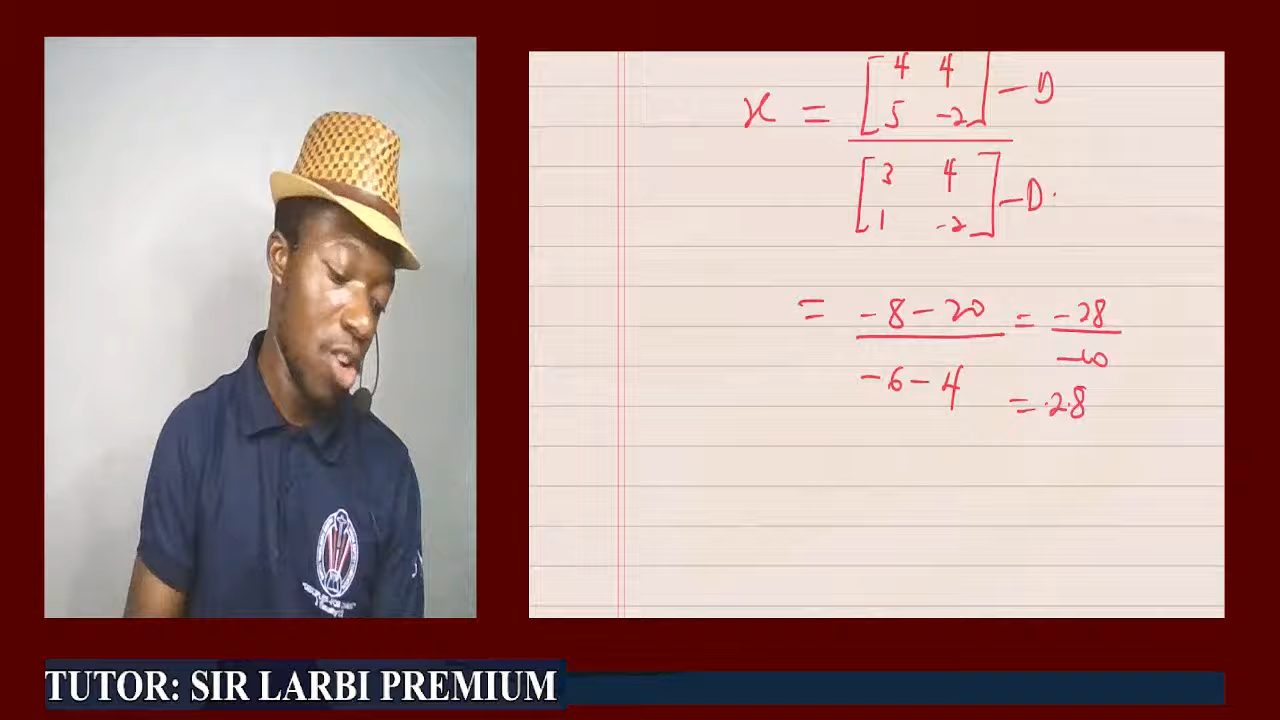 4 4
x = — D
5 -2
3 4
— D.
1 -2
= -8 - 20 = -28
-6 - 4 -10
= 2.8
TUTOR: SIR LARBI PREMIUM